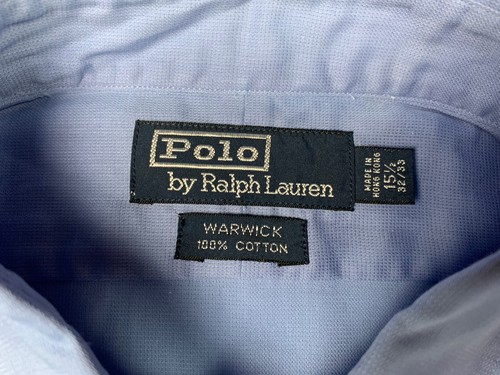 Polo
by Ralph Lauren
MADE IN
HONG KONG
15½
32/33
WARWICK
100% COTTON